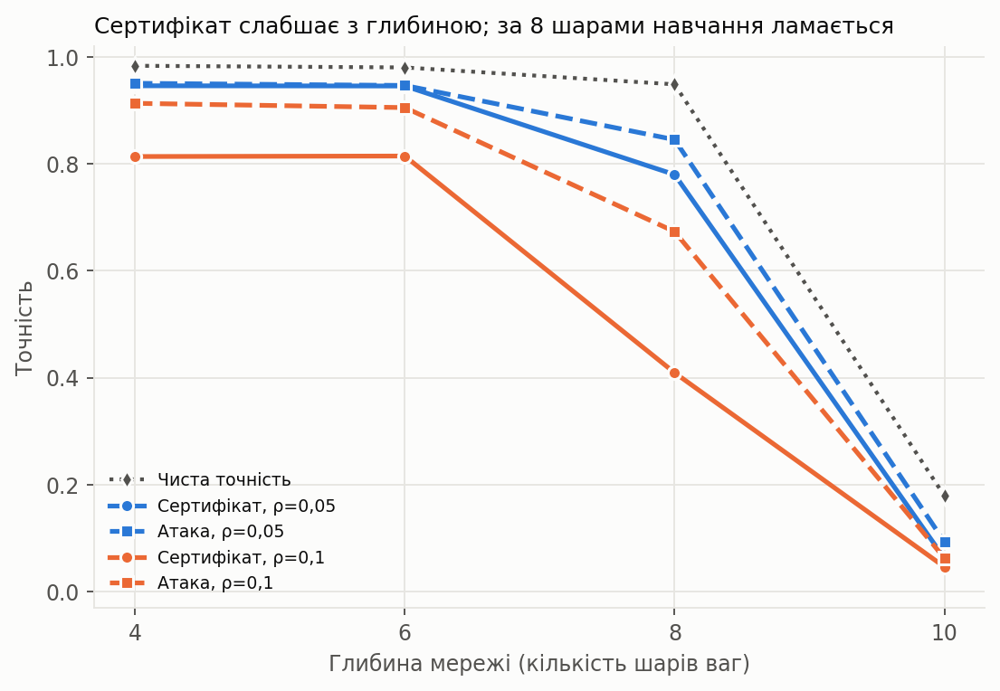 Сертифікат слабшає з глибиною; за 8 шарами навчання ламається
1.0
0.8
0.6
0.4
0.2
0.0
Точність
Чиста точність
Сертифікат, ρ=0,05
Атака, ρ=0,05
Сертифікат, ρ=0,1
Атака, ρ=0,1
4
6
8
10
Глибина мережі (кількість шарів ваг)